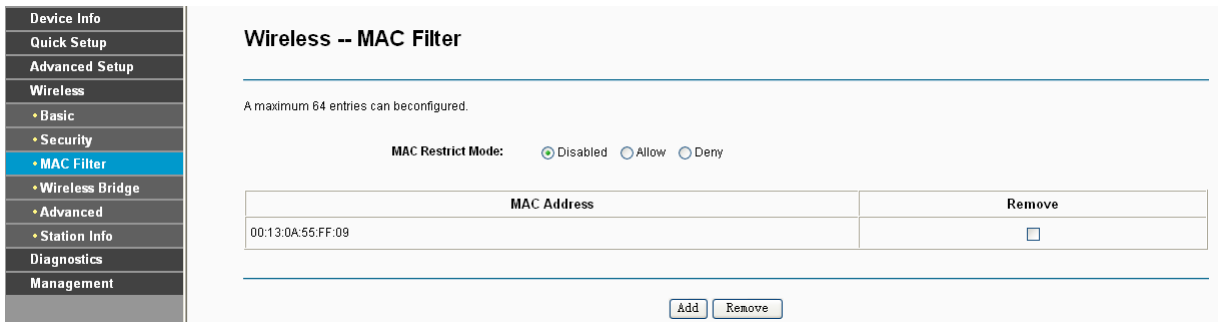 Device Info
Quick Setup
Advanced Setup
Wireless
Basic
Security
MAC Filter
Wireless Bridge
Advanced
Station Info
Diagnostics
Management
Wireless -- MAC Filter
A maximum 64 entries can beconfigured.
MAC Restrict Mode: Disabled Allow Deny
MAC Address Remove
00:13:0A:55:FF:09
Add Remove